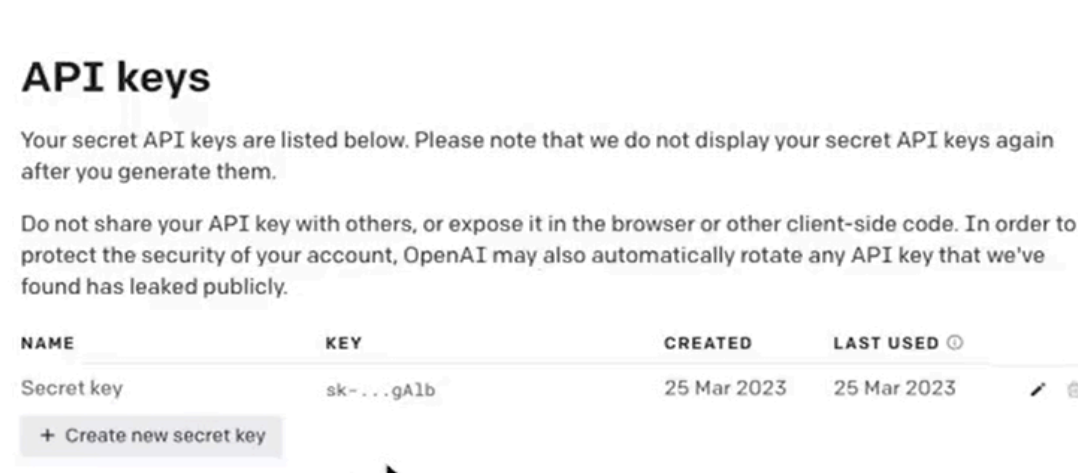 API keys
Your secret API keys are listed below. Please note that we do not display your secret API keys again
after you generate them.
Do not share your API key with others, or expose it in the browser or other client-side code. In order to
protect the security of your account, OpenAI may also automatically rotate any API key that we've
found has leaked publicly.
NAME KEY CREATED LAST USED
Secret key sk-...gAlb 25 Mar 2023 25 Mar 2023
+ Create new secret key